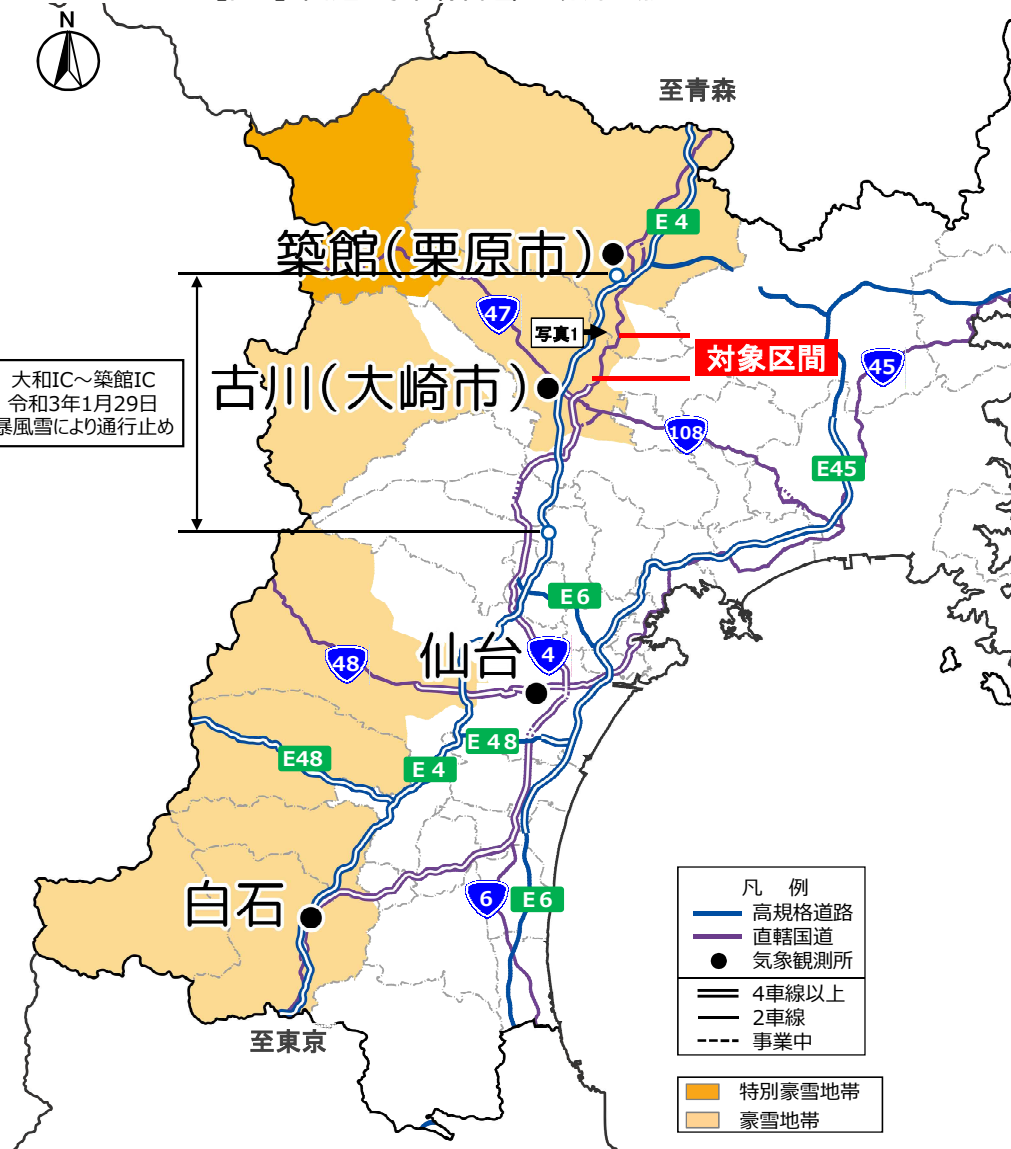 N
至青森
E 4
築館(栗原市)
47
写真1
対象区間
45
大和IC～築館IC
令和3年1月29日
暴風雪により通行止め
古川(大崎市)
108
E45
E6
仙台
4
48
E 48
E48
E 4
白石
6
E6
至東京
凡 例
高規格道路
直轄国道
気象観測所
4車線以上
2車線
事業中
特別豪雪地帯
豪雪地帯